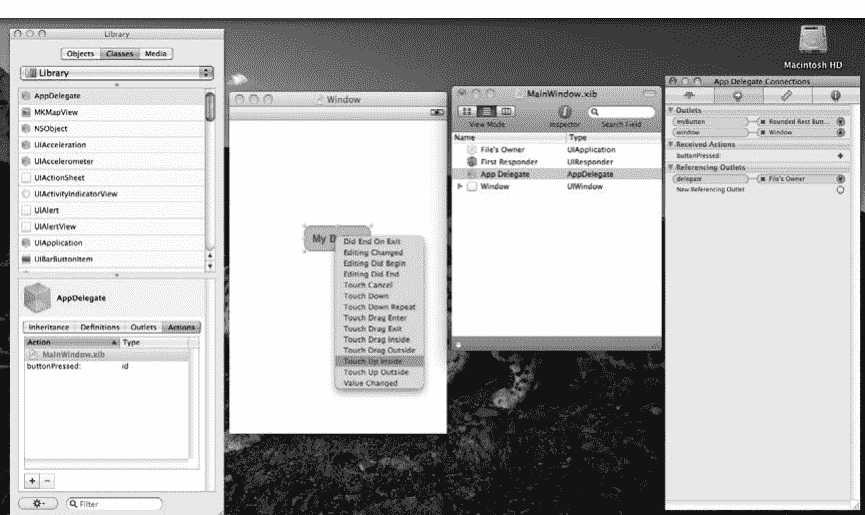 Library
Objects Classes Media
Library
AppDelegate
MKMapView
NSObject
UIAcceleration
UIAccelerometer
UIActionSheet
UIActivityIndicatorView
UIAlert
UIAlertView
UIApplication
UIBarButtonItem
AppDelegate
Inheritance Definitions Outlets Actions
Action Type
MainWindow.xib
buttonPressed: id
+ −
Filter
Window
My B
Did End On Exit
Editing Changed
Editing Did Begin
Editing Did End
Touch Cancel
Touch Down
Touch Down Repeat
Touch Drag Enter
Touch Drag Exit
Touch Drag Inside
Touch Drag Outside
Touch Up Inside
Touch Up Outside
Value Changed
MainWindow.xib
View Mode Inspector Search Field
Name Type
File's Owner UIApplication
First Responder UIResponder
App Delegate AppDelegate
Window UIWindow
Macintosh HD
App Delegate Connections
Outlets
myButton Rounded Rect Butt...
window Window
Received Actions
buttonPressed:
Referencing Outlets
delegate File's Owner
New Referencing Outlet